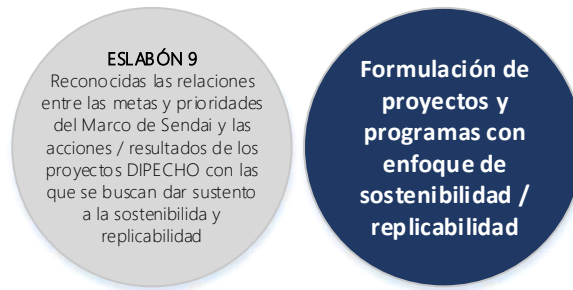 ESLABÓN 9
Reconocidas las relaciones
entre las metas y prioridades
del Marco de Sendai y las
acciones / resultados de los
proyectos DIPECHO con las
que se buscan dar sustento
a la sostenibilida y
replicabilidad
Formulación de
proyectos y
programas con
enfoque de
sostenibilidad /
replicabilidad